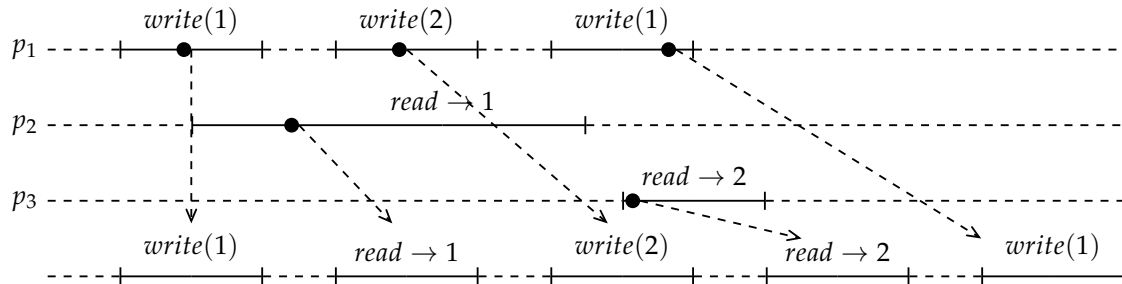 write(1) write(2) write(1)
p₁
read → 1
p₂
read → 2
p₃
write(1) read → 1 write(2) read → 2 write(1)